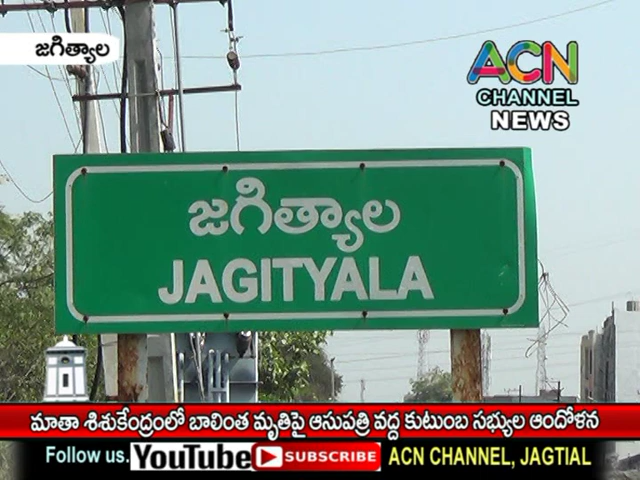 జగిత్యాల
ACN
CHANNEL
NEWS
జగిత్యాల
JAGITYALA
మాతా శిశుకేంద్రంలో బాలింత మృతిపై ఆసుపత్రి వద్ద కుటుంబ సభ్యుల ఆందోళన
Follow us. YouTube SUBSCRIBE ACN CHANNEL, JAGTIAL